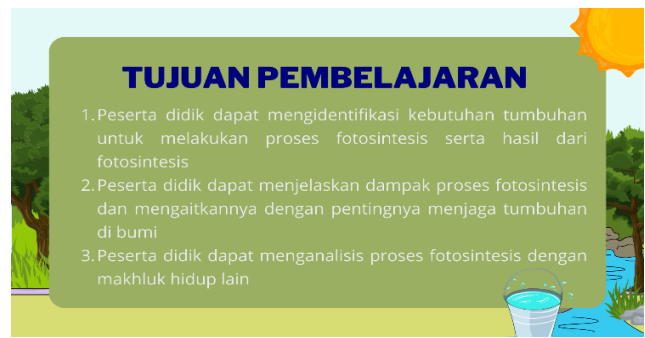 TUJUAN PEMBELAJARAN
1. Peserta didik dapat mengidentifikasi kebutuhan tumbuhan
untuk melakukan proses fotosintesis serta hasil dari
fotosintesis
2. Peserta didik dapat menjelaskan dampak proses fotosintesis
dan mengaitkannya dengan pentingnya menjaga tumbuhan
di bumi
3. Peserta didik dapat menganalisis proses fotosintesis dengan
makhluk hidup lain